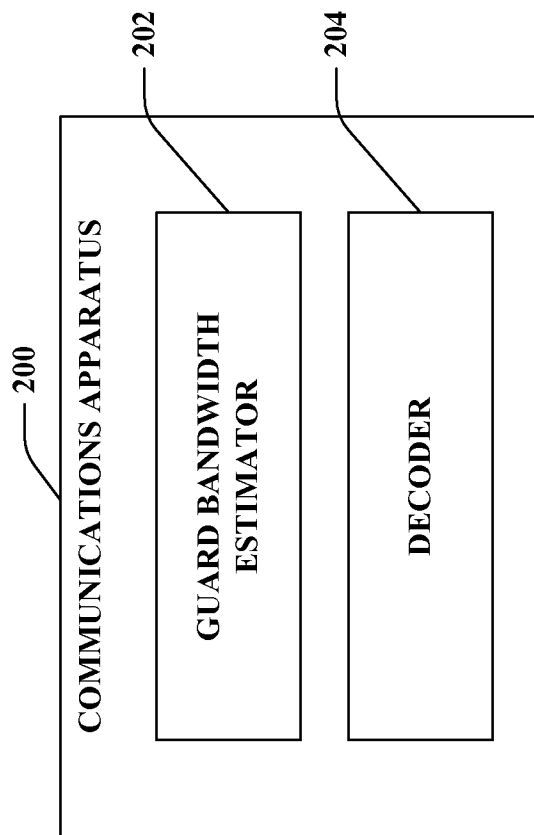 200
COMMUNICATIONS APPARATUS
202
GUARD BANDWIDTH
ESTIMATOR
204
DECODER